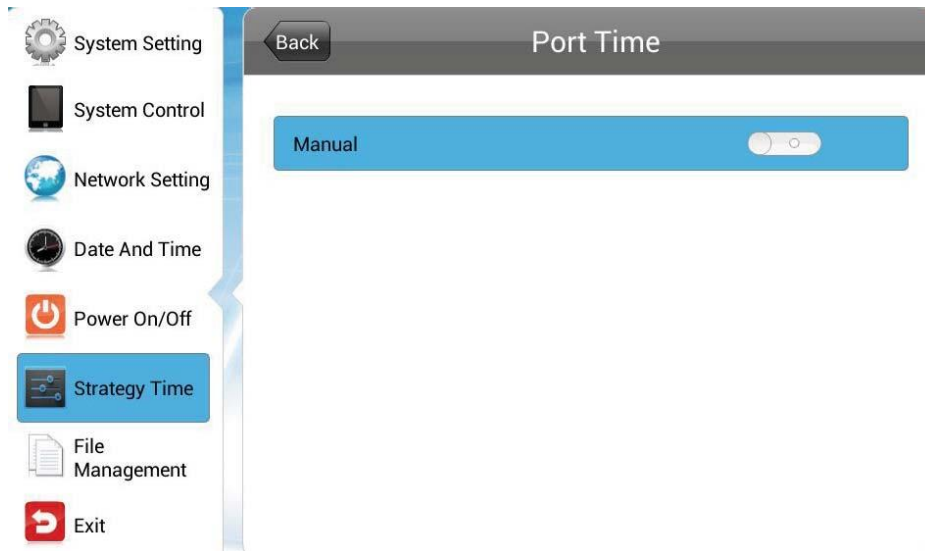 System Setting
System Control
Network Setting
Date And Time
Power On/Off
Strategy Time
File
Management
Exit
Back
Port Time
Manual